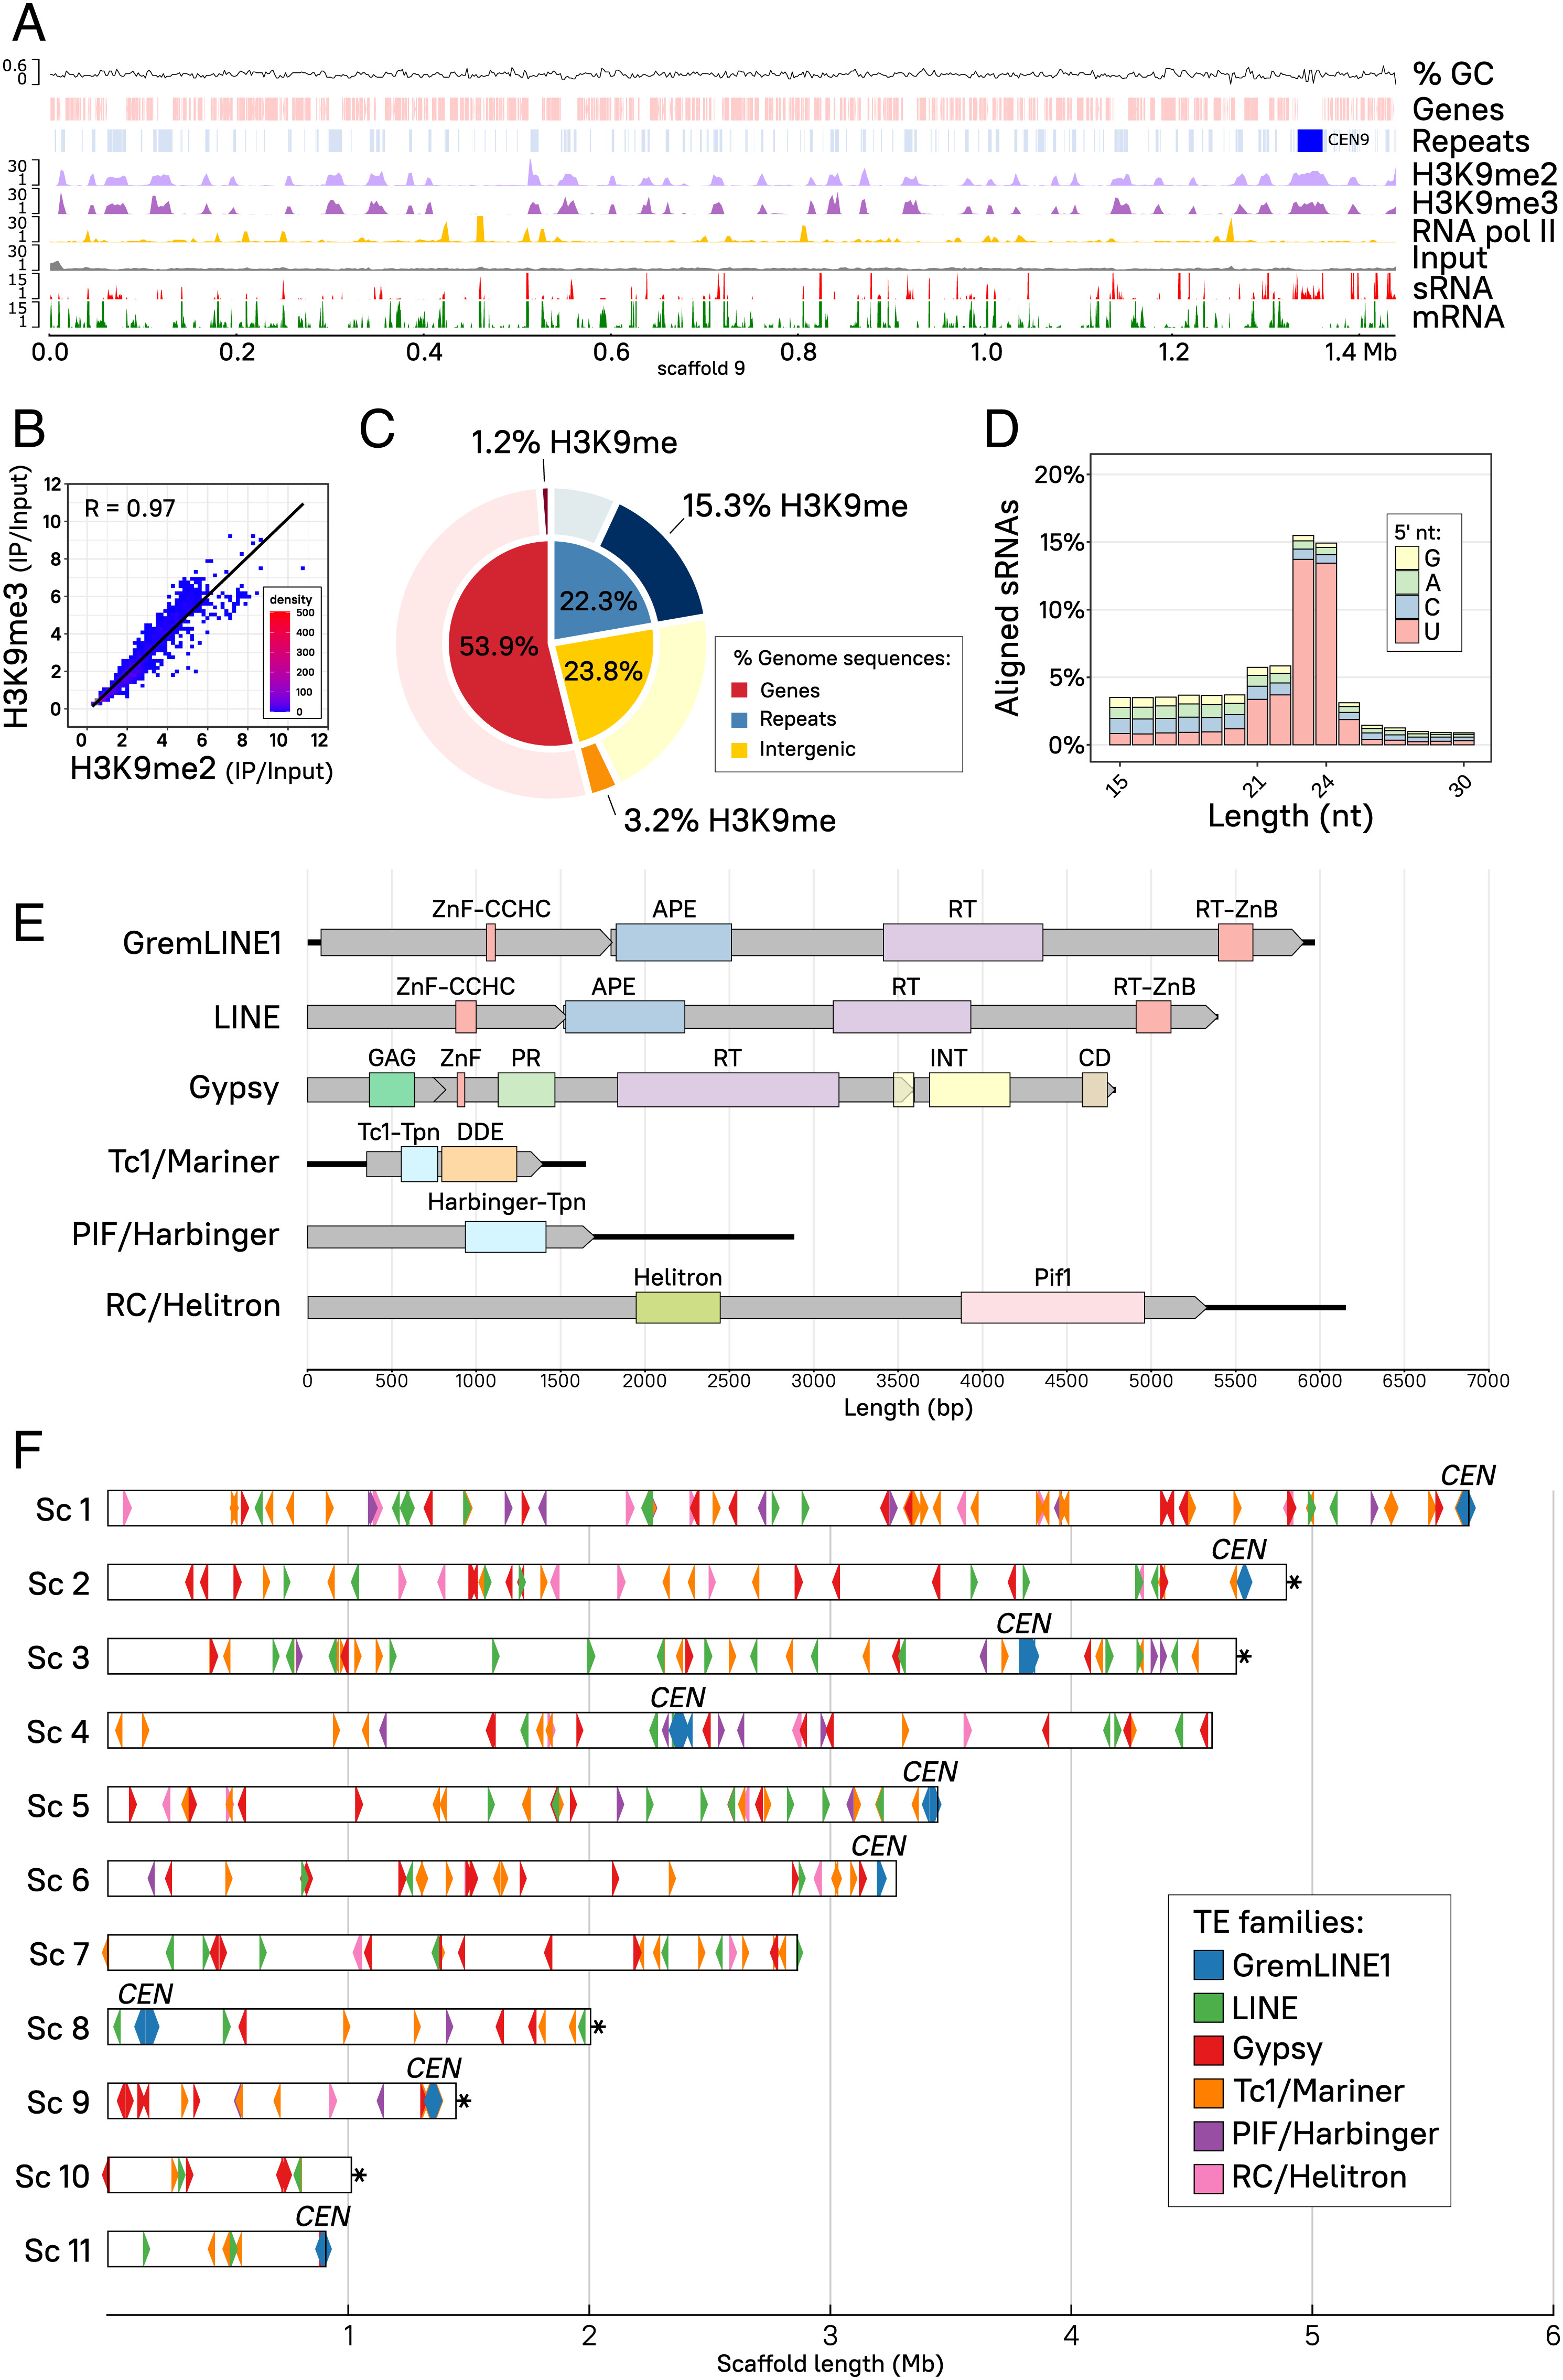 A
0.6
0
% GC
Genes
CEN9
Repeats
30
1
H3K9me2
30
1
H3K9me3
30
1
RNA pol II
30
1
Input
15
1
sRNA
15
1
mRNA
0.0 0.2 0.4 0.6 0.8 1.0 1.2 1.4 Mb
scaffold 9
B
R = 0.97
12
10
8
6
4
2
0
H3K9me3 (IP/Input)
density
500
400
300
200
100
0
0 2 4 6 8 10 12
H3K9me2 (IP/Input)
C
1.2% H3K9me
15.3% H3K9me
22.3%
53.9%
23.8%
3.2% H3K9me
% Genome sequences:
Genes
Repeats
Intergenic
D
20%
15%
10%
5%
0%
Aligned sRNAs
5' nt:
G
A
C
U
15 21 24 30
Length (nt)
E
ZnF-CCHC APE RT RT-ZnB
GremLINE1
ZnF-CCHC APE RT RT-ZnB
LINE
GAG ZnF PR RT INT CD
Gypsy
Tc1-Tpn DDE
Tc1/Mariner
Harbinger-Tpn
PIF/Harbinger
Helitron Pif1
RC/Helitron
0 500 1000 1500 2000 2500 3000 3500 4000 4500 5000 5500 6000 6500 7000
Length (bp)
F
CEN
Sc 1
CEN
Sc 2 *
CEN
Sc 3 *
CEN
Sc 4
CEN
Sc 5
CEN
Sc 6
Sc 7
CEN
Sc 8 *
CEN
Sc 9 *
Sc 10 *
CEN
Sc 11
TE families:
GremLINE1
LINE
Gypsy
Tc1/Mariner
PIF/Harbinger
RC/Helitron
1 2 3 4 5 6
Scaffold length (Mb)